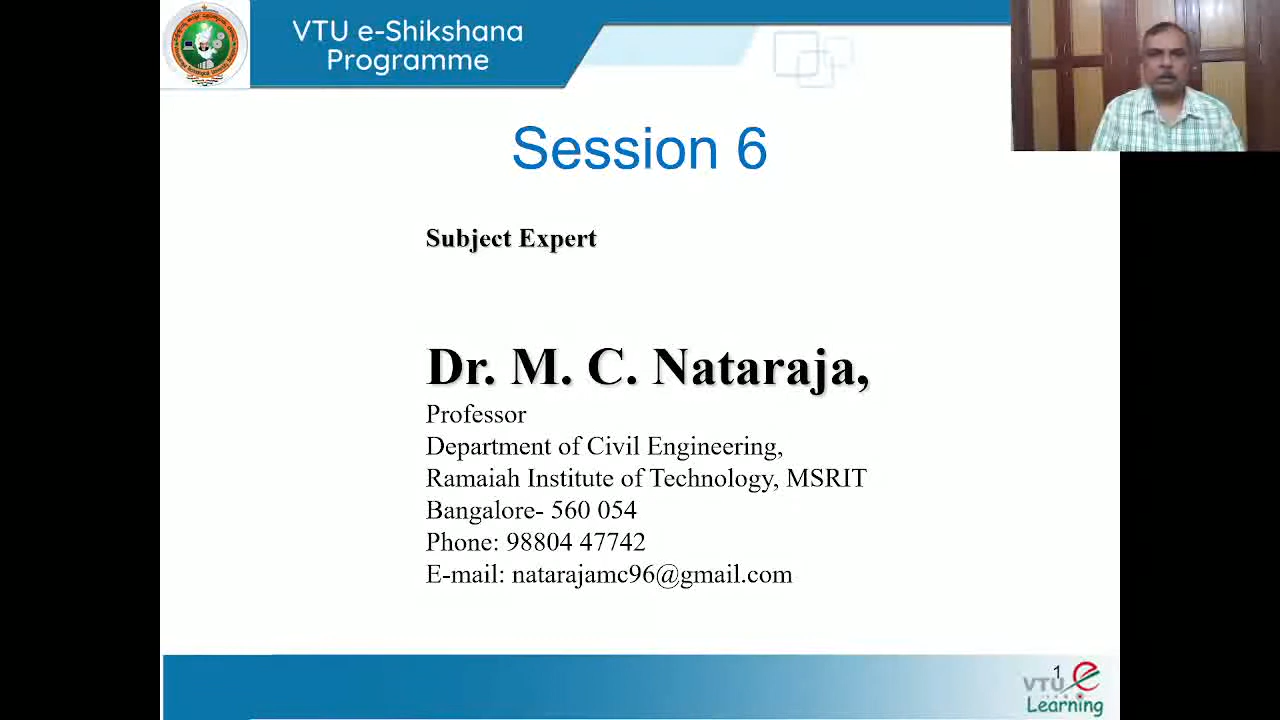 VTU e-Shikshana
Programme
Session 6
Subject Expert
Dr. M. C. Nataraja,
Professor
Department of Civil Engineering,
Ramaiah Institute of Technology, MSRIT
Bangalore- 560 054
Phone: 98804 47742
E-mail: natarajamc96@gmail.com
1
VTU e
Learning